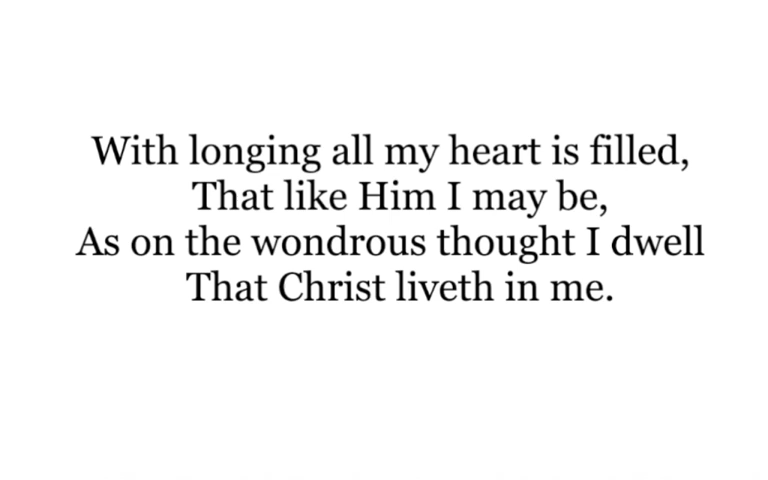 With longing all my heart is filled,
That like Him I may be,
As on the wondrous thought I dwell
That Christ liveth in me.